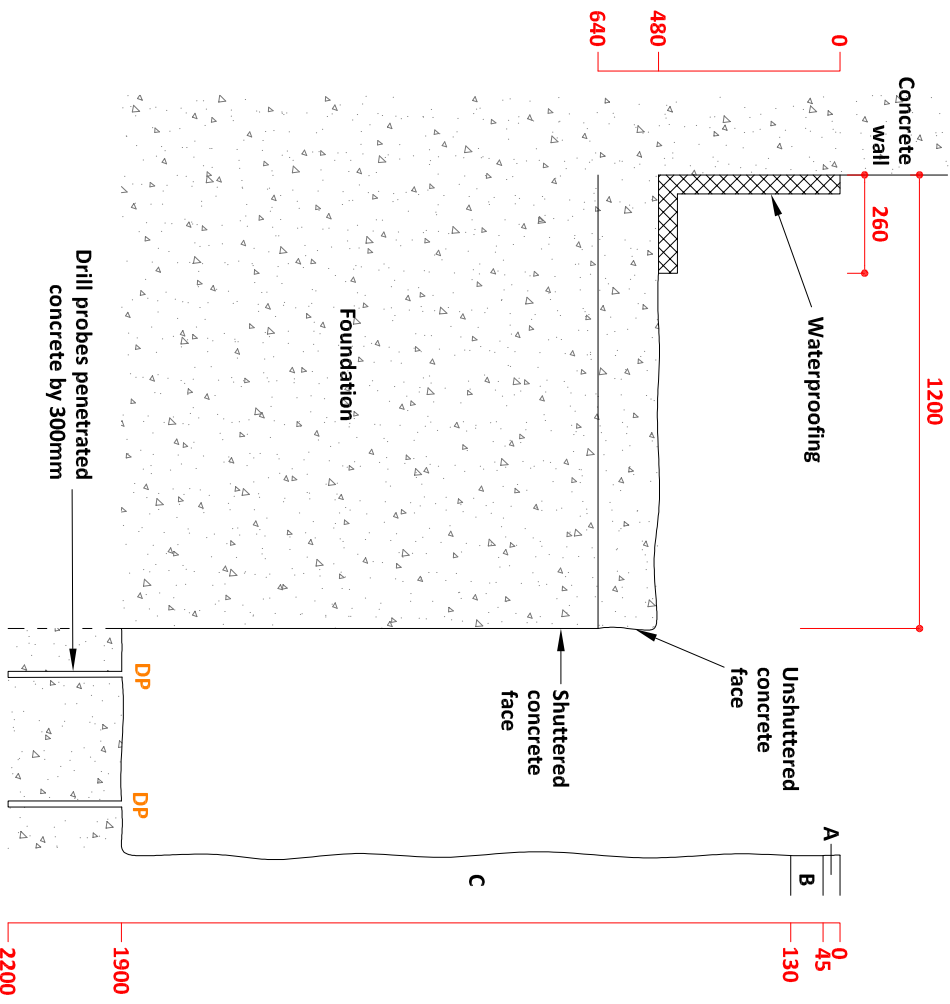 1200
260
Concrete
wall
Waterproofing
0
480
640
Unshuttered
concrete
face
Shuttered
concrete
face
Foundation
Drill probes penetrated
concrete by 300mm
DP
DP
A
B
C
0
45
130
1900
2200